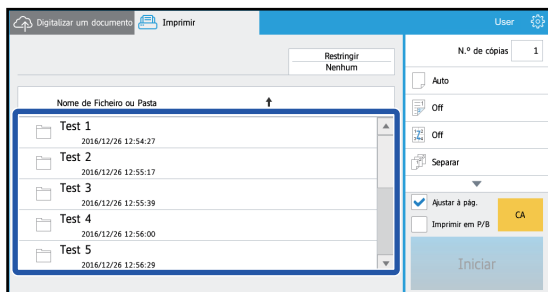 Digitalizar um documento
Imprimir
User
Restringir
Nenhum
N.º de cópias 1
Nome de Ficheiro ou Pasta
Test 1
2016/12/26 12:54:27
Test 2
2016/12/26 12:55:17
Test 3
2016/12/26 12:55:39
Test 4
2016/12/26 12:56:00
Test 5
2016/12/26 12:56:29
Auto
Off
Off
Separar
Ajustar à pág.
Imprimir em P/B
CA
Iniciar